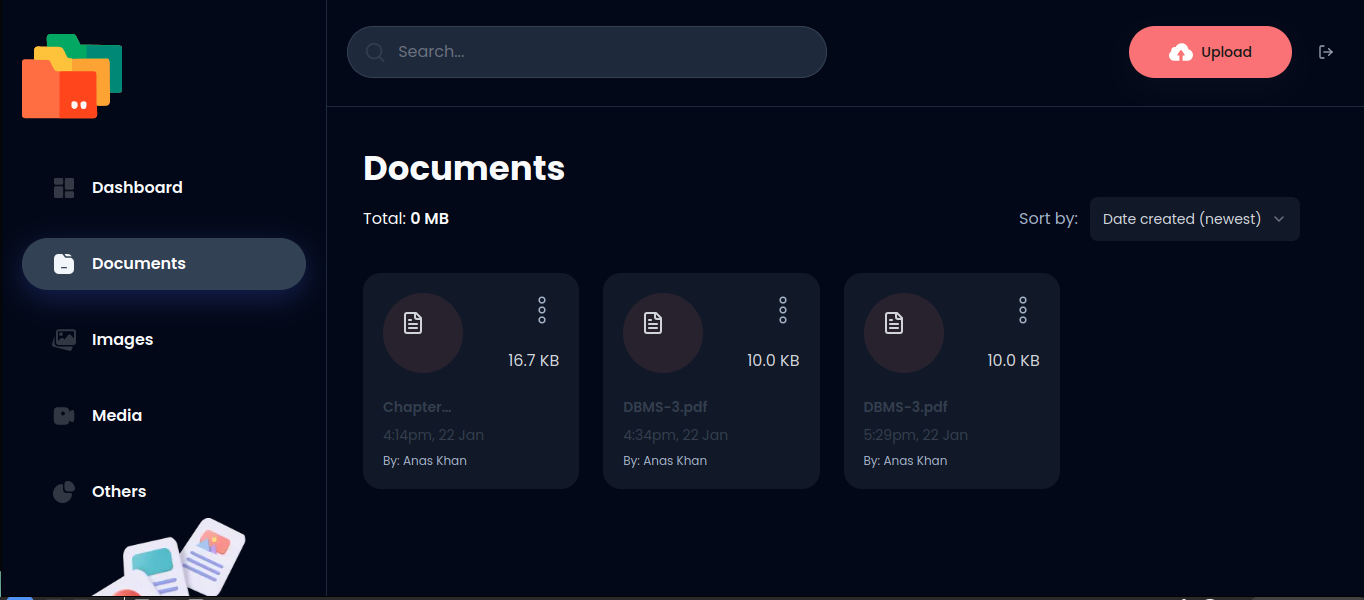 Search...
Upload
Dashboard
Documents
Images
Media
Others
Documents
Total: 0 MB
Sort by: Date created (newest)
16.7 KB
Chapter...
4:14pm, 22 Jan
By: Anas Khan
10.0 KB
DBMS-3.pdf
4:34pm, 22 Jan
By: Anas Khan
10.0 KB
DBMS-3.pdf
5:29pm, 22 Jan
By: Anas Khan